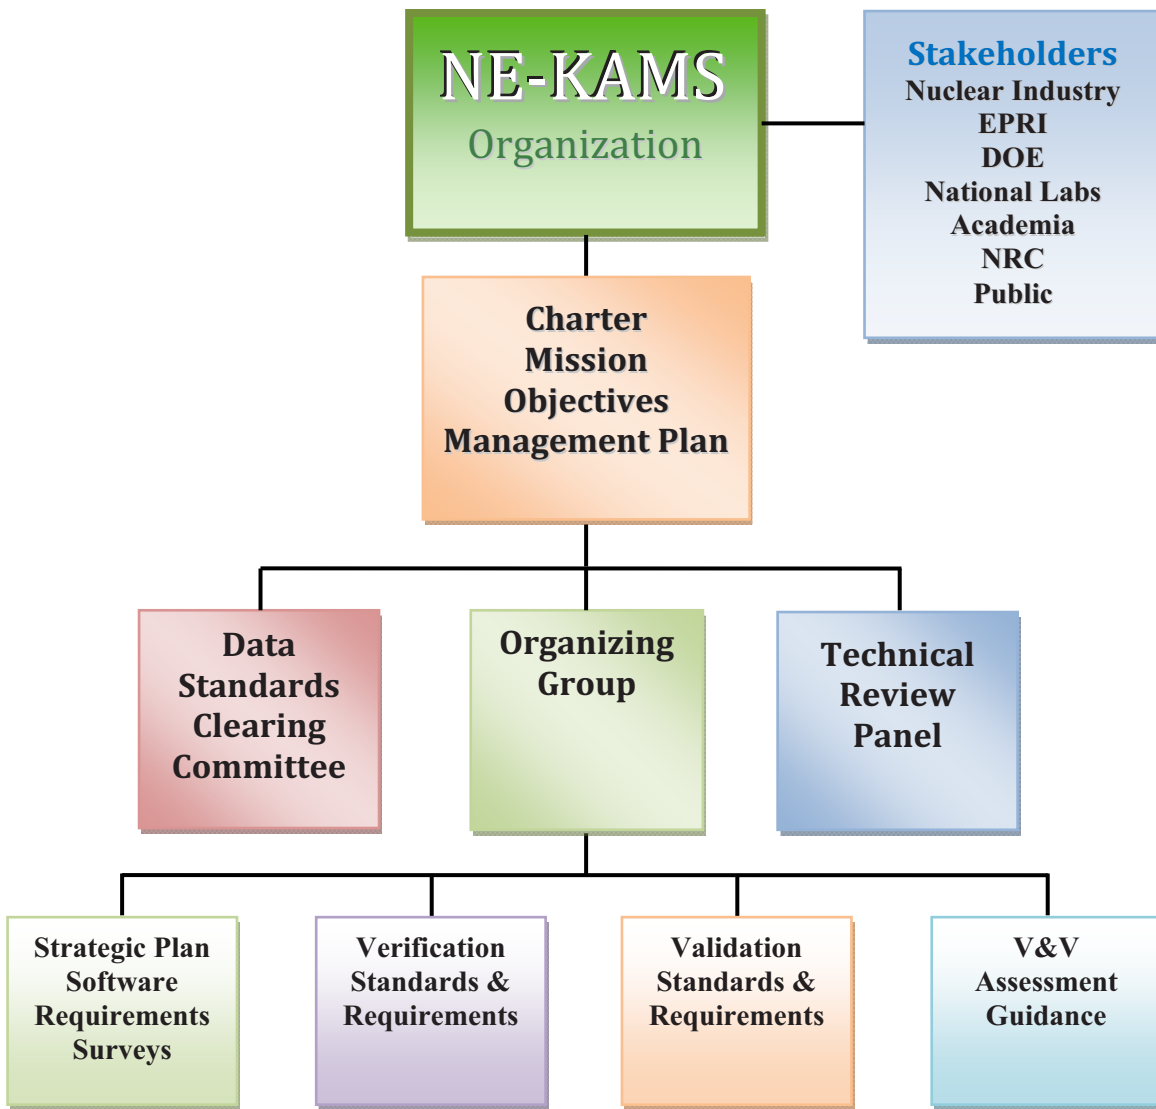 NE-KAMS
Organization
Stakeholders
Nuclear Industry
EPRI
DOE
National Labs
Academia
NRC
Public
Charter
Mission
Objectives
Management Plan
Data
Standards
Clearing
Committee
Organizing
Group
Technical
Review
Panel
Strategic Plan
Software
Requirements
Surveys
Verification
Standards &
Requirements
Validation
Standards &
Requirements
V&V
Assessment
Guidance